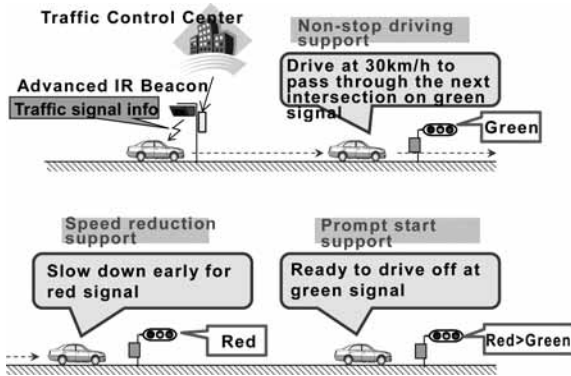 Traffic Control Center
Non-stop driving
support
Advanced IR Beacon
Traffic signal info
Drive at 30km/h to
pass through the next
intersection on green
signal
Green
Speed reduction
support
Slow down early for
red signal
Red
Prompt start
support
Ready to drive off at
green signal
Red>Green